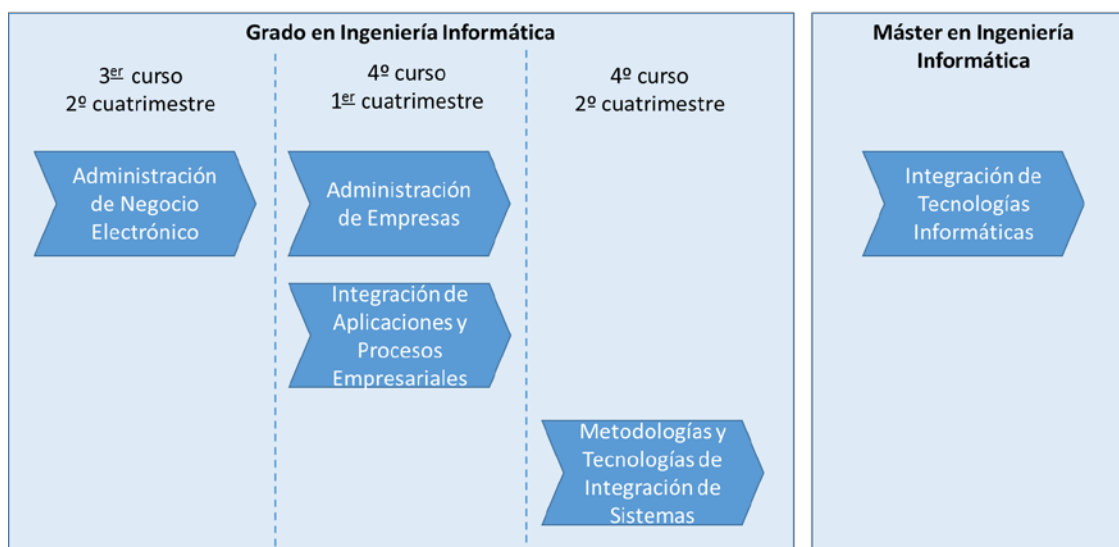 Grado en Ingeniería Informática
3er curso
2º cuatrimestre
4º curso
1er cuatrimestre
4º curso
2º cuatrimestre
Administración
de Negocio
Electrónico
Administración
de Empresas
Integración de
Aplicaciones y
Procesos
Empresariales
Metodologías y
Tecnologías de
Integración de
Sistemas
Máster en Ingeniería
Informática
Integración de
Tecnologías
Informáticas